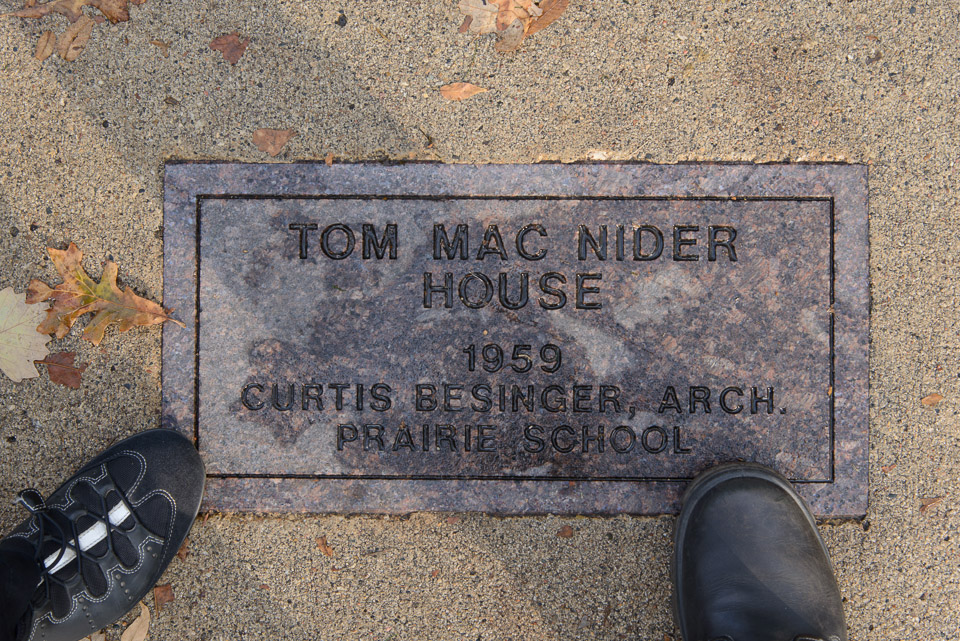 TOM MAC NIDER
HOUSE
1959
CURTIS BESINGER, ARCH.
PRAIRIE SCHOOL